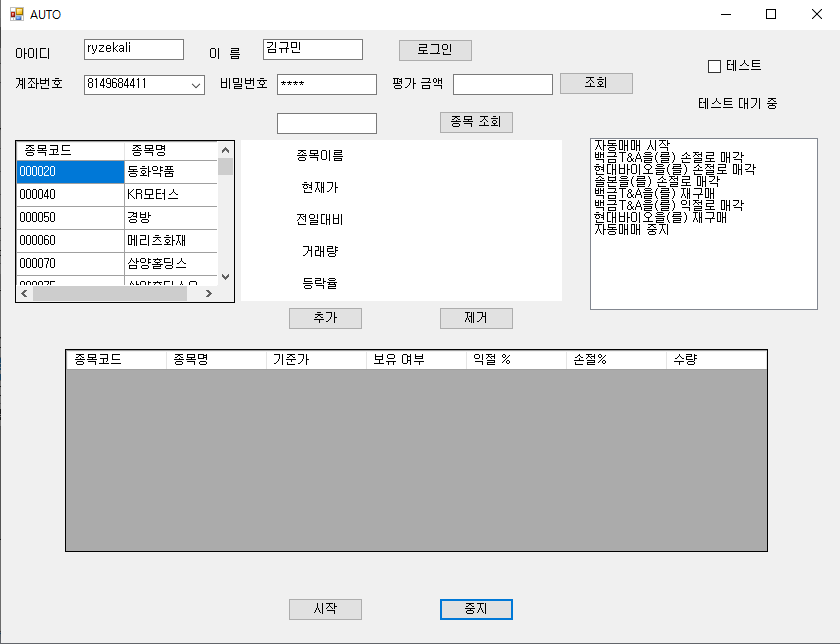 AUTO
아이디 ryzekali 이 름 김규민 로그인
테스트
계좌번호 8149684411 비밀번호 **** 평가 금액 조회
테스트 대기 중
종목 조회
종목코드 종목명
000020 동화약품
000040 KR모터스
000050 경방
000060 메리츠화재
000070 삼양홀딩스
종목이름
현재가
전일대비
거래량
등락율
자동매매 시작
백금T&A을(를) 손절로 매각
현대바이오을(를) 손절로 매각
솔본을(를) 손절로 매각
백금T&A을(를) 재구매
백금T&A을(를) 익절로 매각
현대바이오을(를) 재구매
자동매매 중지
추가 제거
종목코드 종목명 기준가 보유 여부 익절 % 손절% 수량
시작 중지